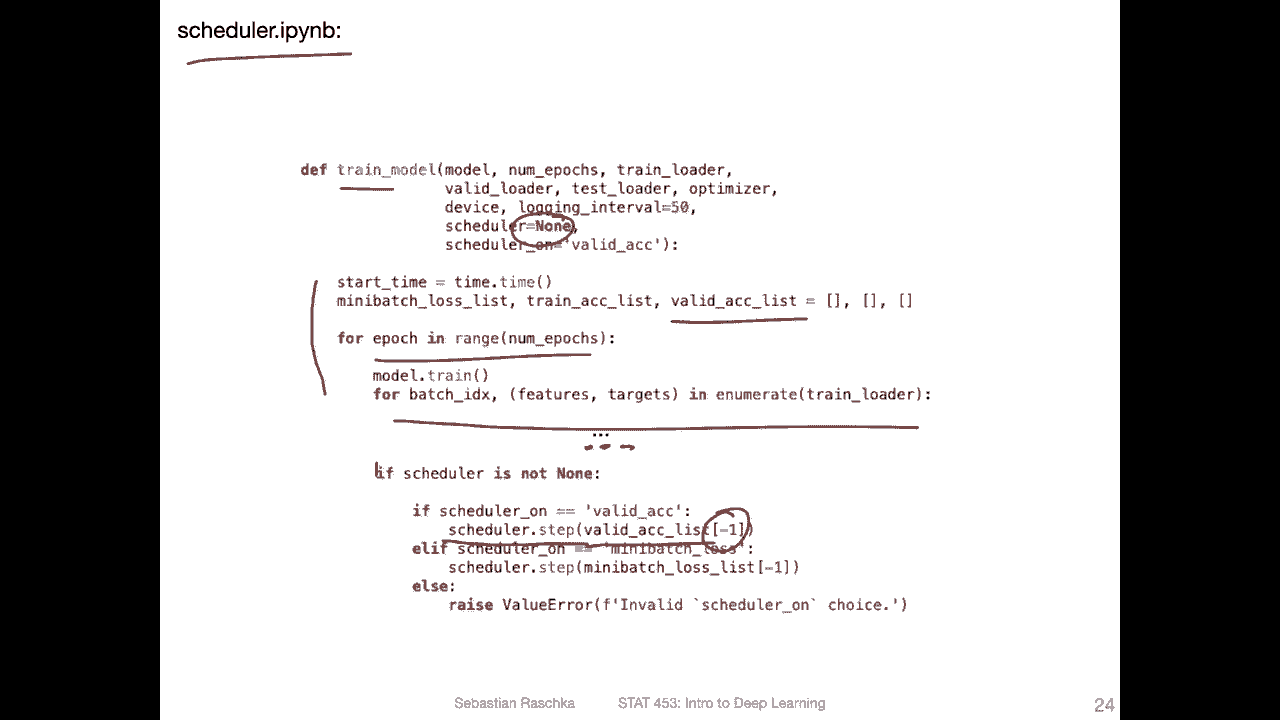 scheduler.ipynb:
def train_model(model, num_epochs, train_loader,
valid_loader, test_loader, optimizer,
device, logging_interval=50,
scheduler=None,
scheduler_on='valid_acc'):
start_time = time.time()
minibatch_loss_list, train_acc_list, valid_acc_list = [], [], []
for epoch in range(num_epochs):
model.train()
for batch_idx, (features, targets) in enumerate(train_loader):
...
if scheduler is not None:
if scheduler_on == 'valid_acc':
scheduler.step(valid_acc_list[-1])
elif scheduler_on == 'minibatch_loss':
scheduler.step(minibatch_loss_list[-1])
else:
raise ValueError(f'Invalid `scheduler_on` choice.')
Sebastian Raschka STAT 453: Intro to Deep Learning 24